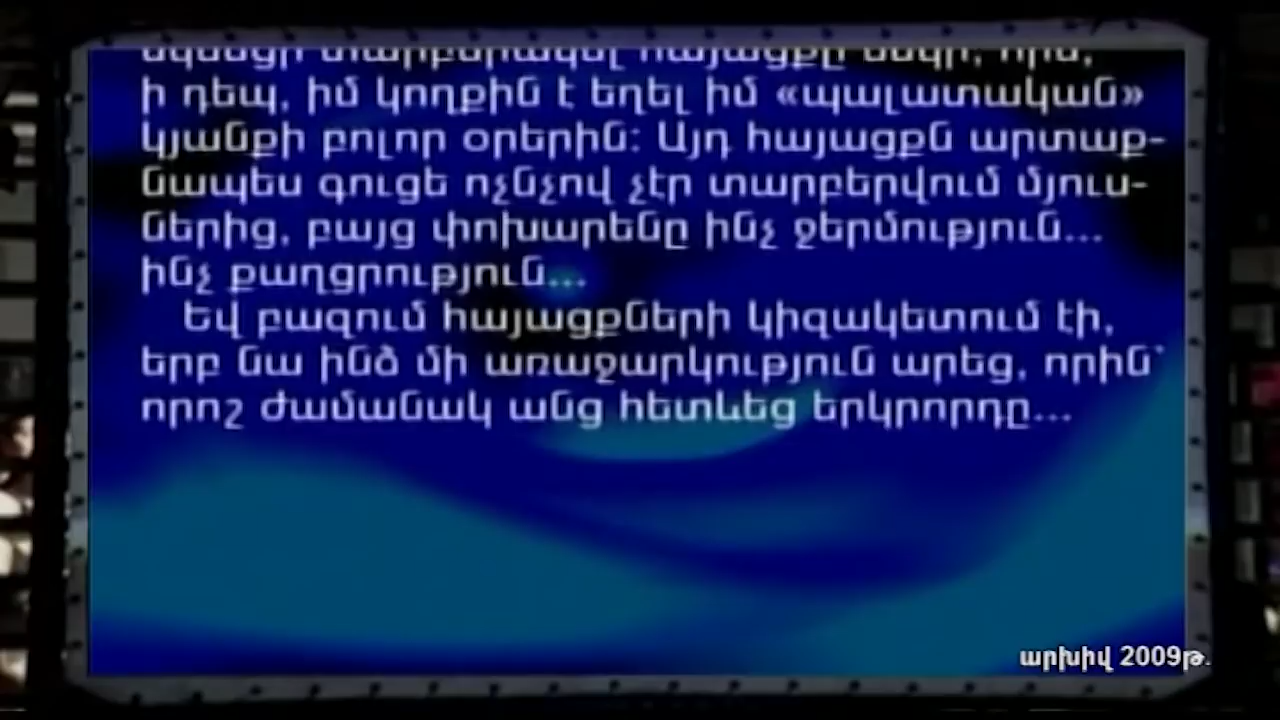 տարբերակել հայացքը
ի դեպ, իմ կողքին է եղել իմ «պալատական»
կյանքի բոլոր օրերին: Այդ հայացքն արտաք-
նապես գուցե ոչնչով չէր տարբերվում մյուս-
ներից, բայց փոխարենը ինչ ջերմություն...
ինչ քաղցրություն...
Եվ բազում հայացքների կիզակետում էի,
երբ նա ինձ մի առաջարկություն արեց, որին՝
որոշ ժամանակ անց հետևեց երկրորդը...
արխիվ 2009թ.